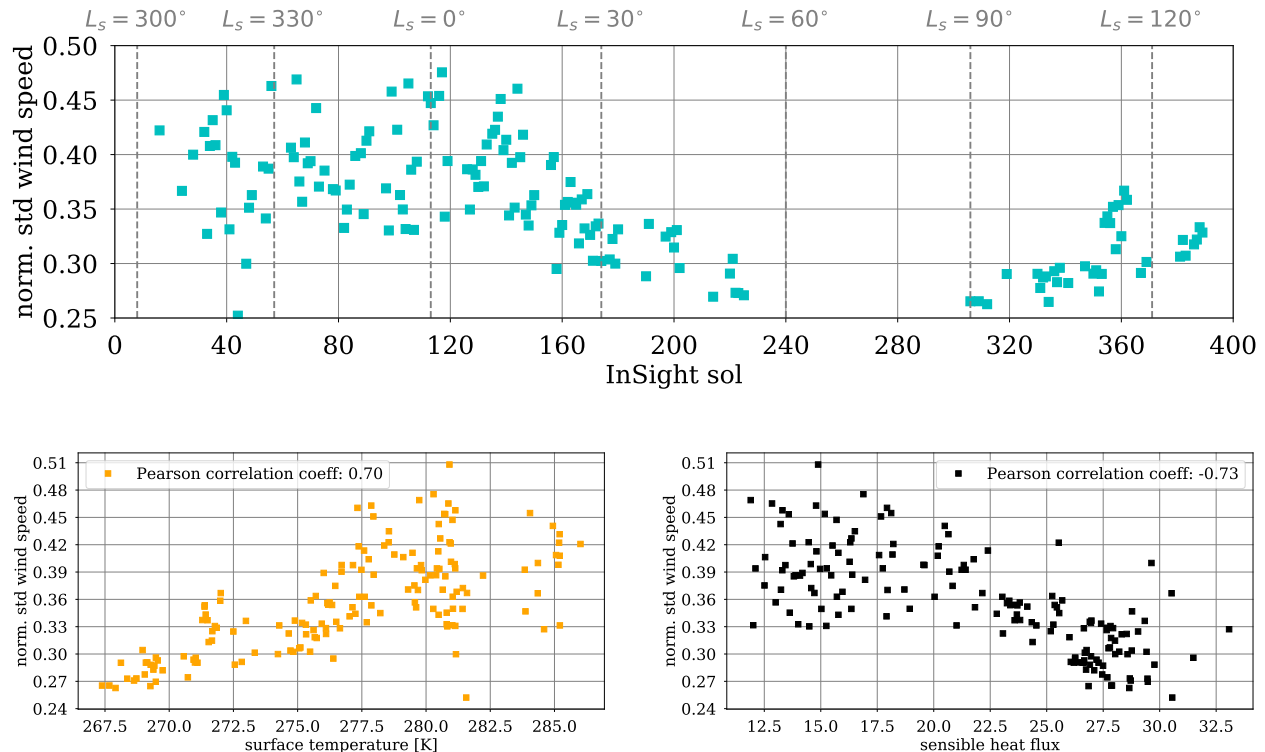 L_s = 300° L_s = 330° L_s = 0° L_s = 30° L_s = 60° L_s = 90° L_s = 120°
norm. std wind speed
0.50
0.45
0.40
0.35
0.30
0.25
0 40 80 120 160 200 240 280 320 360 400
InSight sol
norm. std wind speed
0.51
0.48
0.45
0.42
0.39
0.36
0.33
0.30
0.27
0.24
Pearson correlation coeff: 0.70
267.5 270.0 272.5 275.0 277.5 280.0 282.5 285.0
surface temperature [K]
norm. std wind speed
0.51
0.48
0.45
0.42
0.39
0.36
0.33
0.30
0.27
0.24
Pearson correlation coeff: -0.73
12.5 15.0 17.5 20.0 22.5 25.0 27.5 30.0 32.5
sensible heat flux